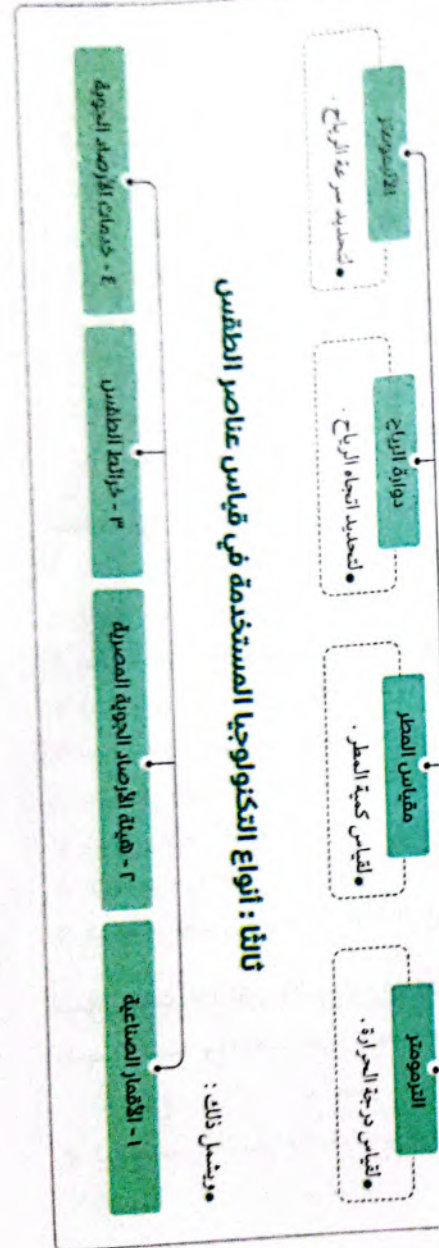 الترمومتر
• لقياس درجة الحرارة .
مقياس المطر
• لقياس كمية المطر .
دوارة الرياح
• لتحديد اتجاه الرياح .
الأنيمومتر
• لتحديد سرعة الرياح .
ثالثًا : أنواع التكنولوجيا المستخدمة في قياس عناصر الطقس
• ويشمل ذلك :
١ - الأقمار الصناعية
٢ - هيئة الأرصاد الجوية المصرية
٣ - خرائط الطقس
٤ - خدمات الأرصاد الجوية